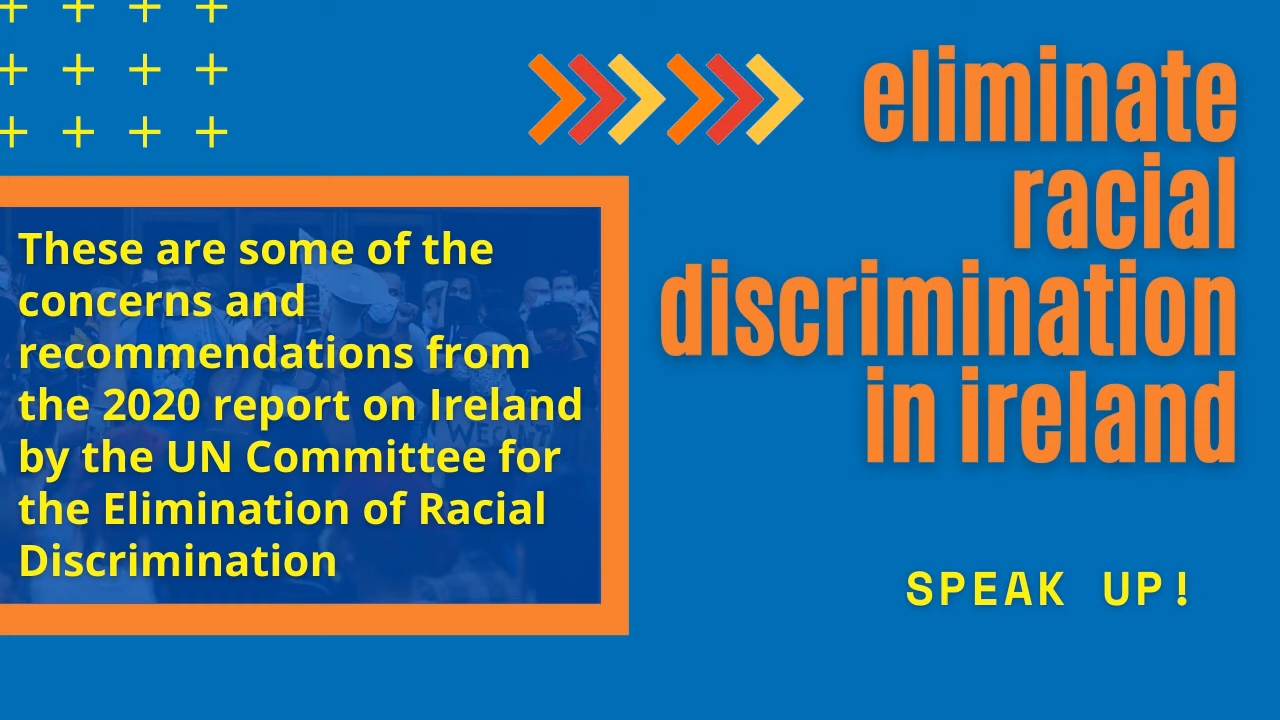 eliminate
racial
discrimination
in ireland
These are some of the
concerns and
recommendations from
the 2020 report on Ireland
by the UN Committee for
the Elimination of Racial
Discrimination
SPEAK UP!